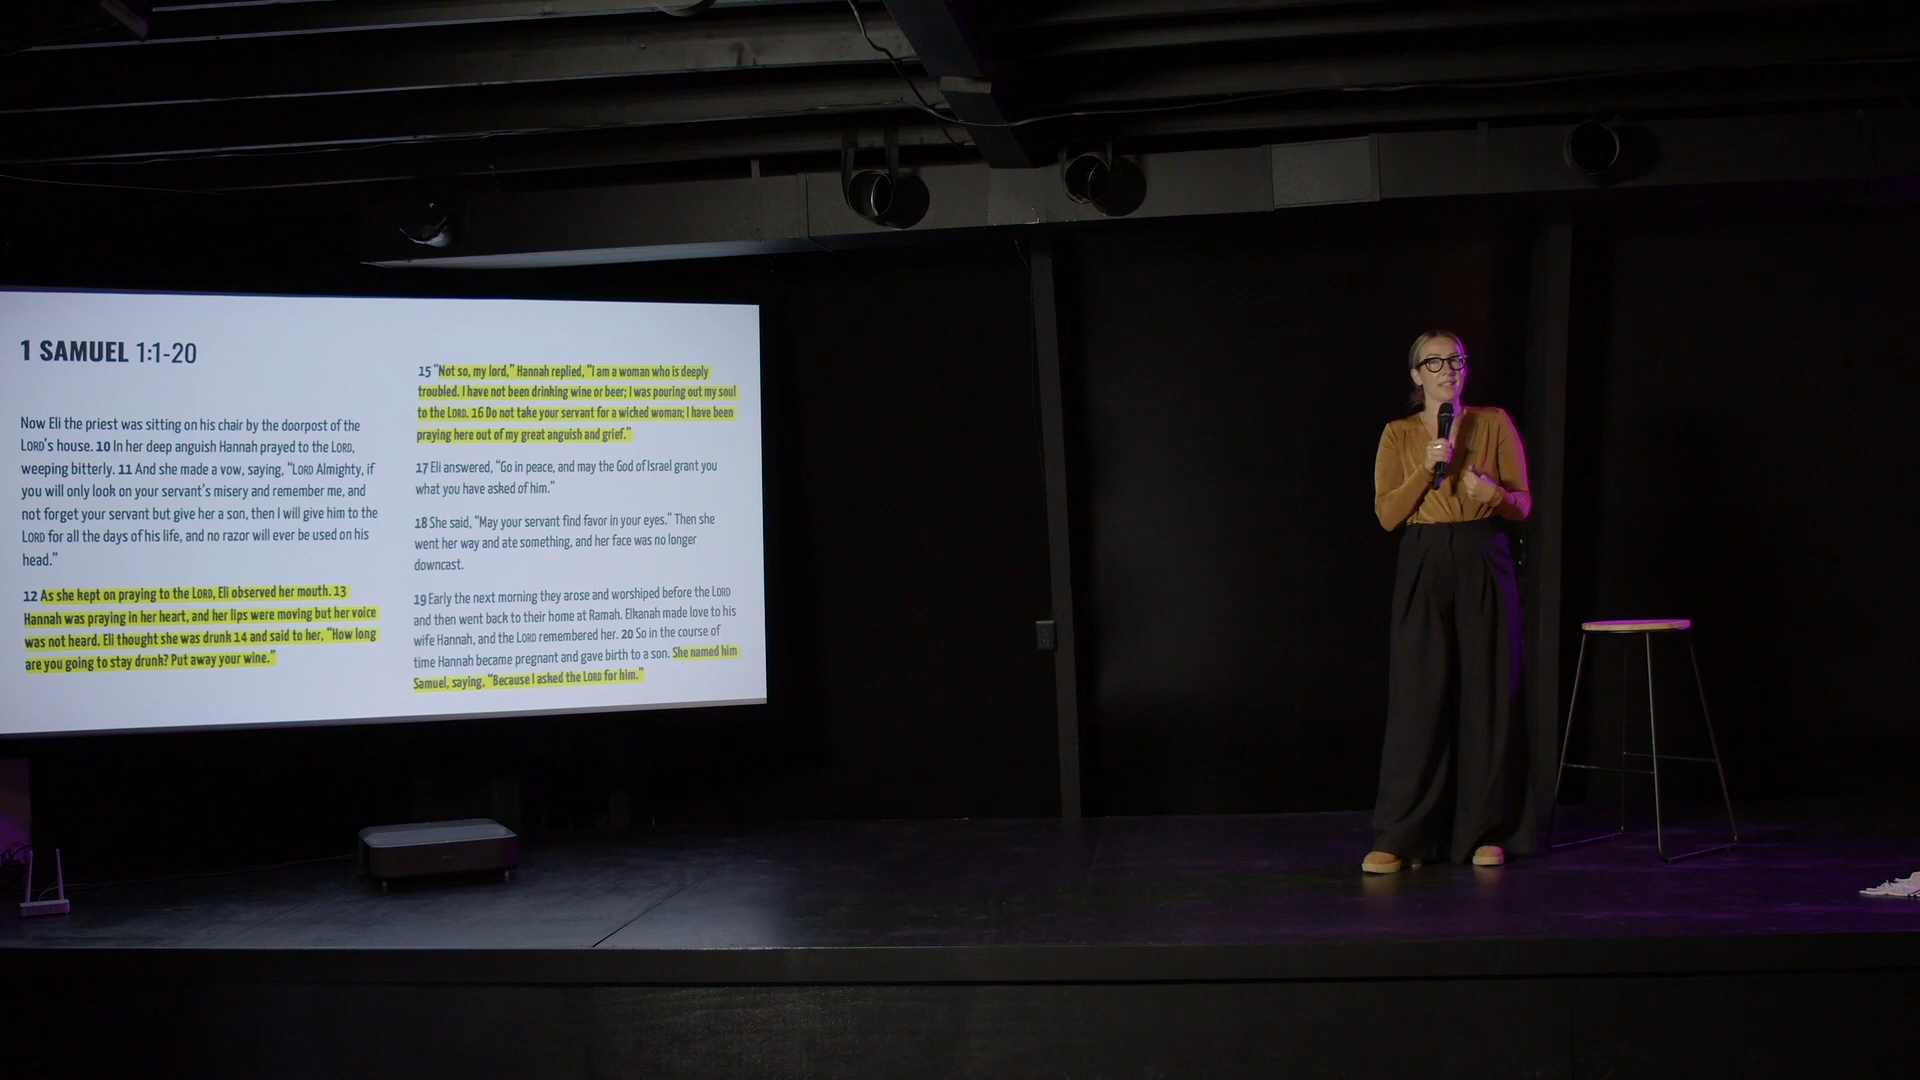 1 SAMUEL 1:1-20
Now Eli the priest was sitting on his chair by the doorpost of the
LORD’s house. 10 In her deep anguish Hannah prayed to the LORD,
weeping bitterly. 11 And she made a vow, saying, “LORD Almighty, if
you will only look on your servant’s misery and remember me, and
not forget your servant but give her a son, then I will give him to the
LORD for all the days of his life, and no razor will ever be used on his
head.”
12 As she kept on praying to the LORD, Eli observed her mouth. 13
Hannah was praying in her heart, and her lips were moving but her voice
was not heard. Eli thought she was drunk 14 and said to her, “How long
are you going to stay drunk? Put away your wine.”
15 “Not so, my lord,” Hannah replied, “I am a woman who is deeply
troubled. I have not been drinking wine or beer; I was pouring out my soul
to the LORD. 16 Do not take your servant for a wicked woman; I have been
praying here out of my great anguish and grief.”
17 Eli answered, “Go in peace, and may the God of Israel grant you
what you have asked of him.”
18 She said, “May your servant find favor in your eyes.” Then she
went her way and ate something, and her face was no longer
downcast.
19 Early the next morning they arose and worshiped before the LORD
and then went back to their home at Ramah. Elkanah made love to his
wife Hannah, and the LORD remembered her. 20 So in the course of
time Hannah became pregnant and gave birth to a son. She named him
Samuel, saying, “Because I asked the LORD for him.”